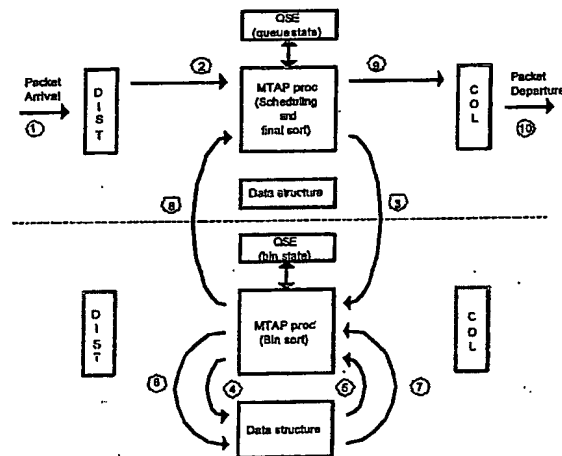 QSE
(queue state)
Packet
Arrival
①
D
I
S
T
②
MTAP proc
(Scheduling
and
final sort)
⑨
C
O
L
Packet
Departure
⑩
⑧
Data structure
③
QSE
(bin state)
D
I
S
T
MTAP proc
(Bin sort)
C
O
L
⑥
④
⑤
⑦
Data structure